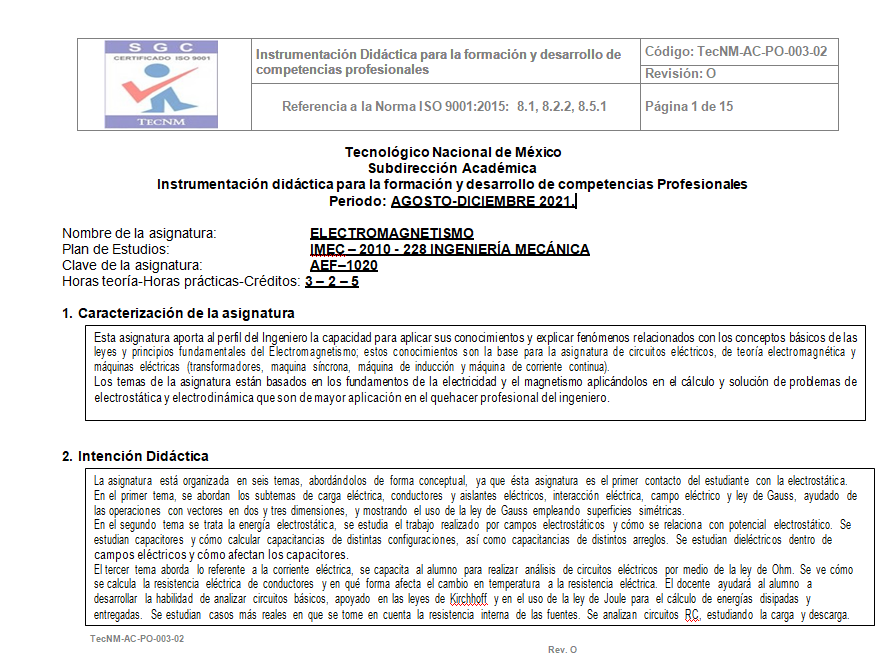 S G C
CERTIFICADO ISO 9001
TECNM
Instrumentación Didáctica para la formación y desarrollo de
competencias profesionales
Código: TecNM-AC-PO-003-02
Revisión: O
Referencia a la Norma ISO 9001:2015: 8.1, 8.2.2, 8.5.1
Página 1 de 15
Tecnológico Nacional de México
Subdirección Académica
Instrumentación didáctica para la formación y desarrollo de competencias Profesionales
Periodo: AGOSTO-DICIEMBRE 2021.
Nombre de la asignatura: ELECTROMAGNETISMO
Plan de Estudios: IMEC – 2010 - 228 INGENIERÍA MECÁNICA
Clave de la asignatura: AEF–1020
Horas teoría-Horas prácticas-Créditos: 3 – 2 – 5
1. Caracterización de la asignatura
Esta asignatura aporta al perfil del Ingeniero la capacidad para aplicar sus conocimientos y explicar fenómenos relacionados con los conceptos básicos de las
leyes y principios fundamentales del Electromagnetismo; estos conocimientos son la base para la asignatura de circuitos eléctricos, de teoría electromagnética y
máquinas eléctricas (transformadores, maquina síncrona, máquina de inducción y máquina de corriente continua).
Los temas de la asignatura están basados en los fundamentos de la electricidad y el magnetismo aplicándolos en el cálculo y solución de problemas de
electrostática y electrodinámica que son de mayor aplicación en el quehacer profesional del ingeniero.
2. Intención Didáctica
La asignatura está organizada en seis temas, abordándolos de forma conceptual, ya que ésta asignatura es el primer contacto del estudiante con la electrostática.
En el primer tema, se abordan los subtemas de carga eléctrica, conductores y aislantes eléctricos, interacción eléctrica, campo eléctrico y ley de Gauss, ayudado de
las operaciones con vectores en dos y tres dimensiones, y mostrando el uso de la ley de Gauss empleando superficies simétricas.
En el segundo tema se trata la energía electrostática, se estudia el trabajo realizado por campos electrostáticos y cómo se relaciona con potencial electrostático. Se
estudian capacitores y cómo calcular capacitancias de distintas configuraciones, así como capacitancias de distintos arreglos. Se estudian dieléctricos dentro de
campos eléctricos y cómo afectan los capacitores.
El tercer tema aborda lo referente a la corriente eléctrica, se capacita al alumno para realizar análisis de circuitos eléctricos por medio de la ley de Ohm. Se ve cómo
se calcula la resistencia eléctrica de conductores y en qué forma afecta el cambio en temperatura a la resistencia eléctrica. El docente ayudará al alumno a
desarrollar la habilidad de analizar circuitos básicos, apoyado en las leyes de Kirchhoff y en el uso de la ley de Joule para el cálculo de energías disipadas y
entregadas. Se estudian casos más reales en que se tome en cuenta la resistencia interna de las fuentes. Se analizan circuitos RC, estudiando la carga y descarga.
TecNM-AC-PO-003-02
Rev. O